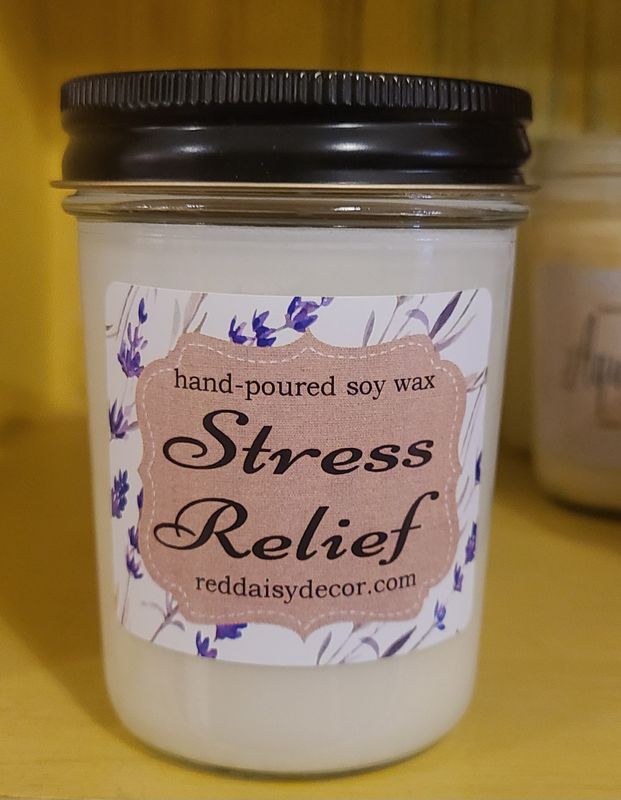 hand-poured soy wax
Stress
Relief
reddaisydecor.com